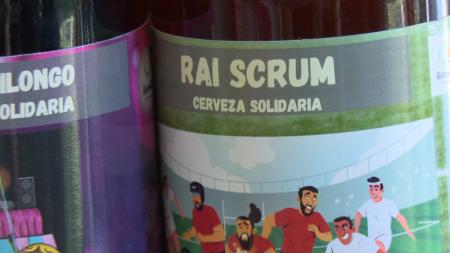 ILONGO
OLIDARIA
RAI SCRUM
CERVEZA SOLIDARIA